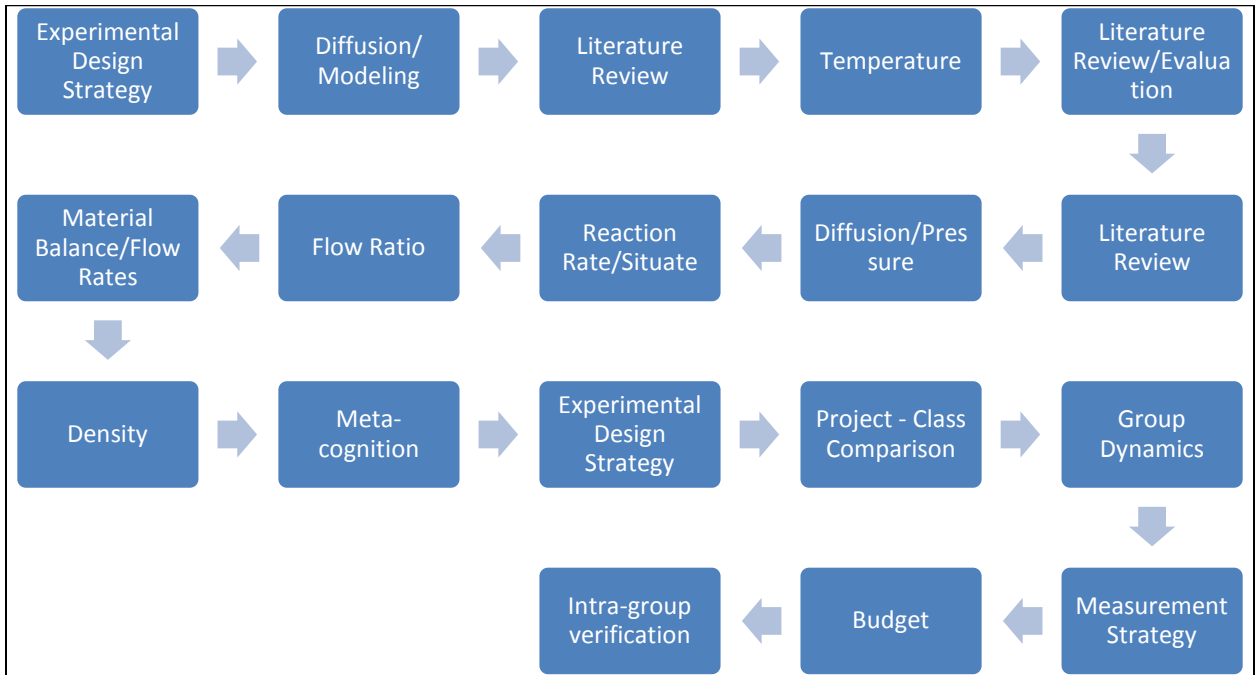 Experimental
Design
Strategy
Diffusion/
Modeling
Literature
Review
Temperature
Literature
Review/Evalua
tion
Literature
Review
Diffusion/Pres
sure
Reaction
Rate/Situate
Flow Ratio
Material
Balance/Flow
Rates
Density
Meta-
cognition
Experimental
Design
Strategy
Project - Class
Comparison
Group
Dynamics
Measurement
Strategy
Budget
Intra-group
verification